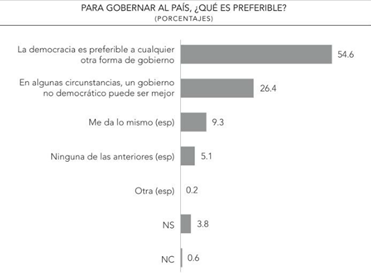 PARA GOBERNAR AL PAÍS, ¿QUÉ ES PREFERIBLE?
(PORCENTAJES)
La democracia es preferible a cualquier
otra forma de gobierno
54.6
En algunas circunstancias, un gobierno
no democrático puede ser mejor
26.4
Me da lo mismo (esp)
9.3
Ninguna de las anteriores (esp)
5.1
Otra (esp)
0.2
NS
3.8
NC
0.6